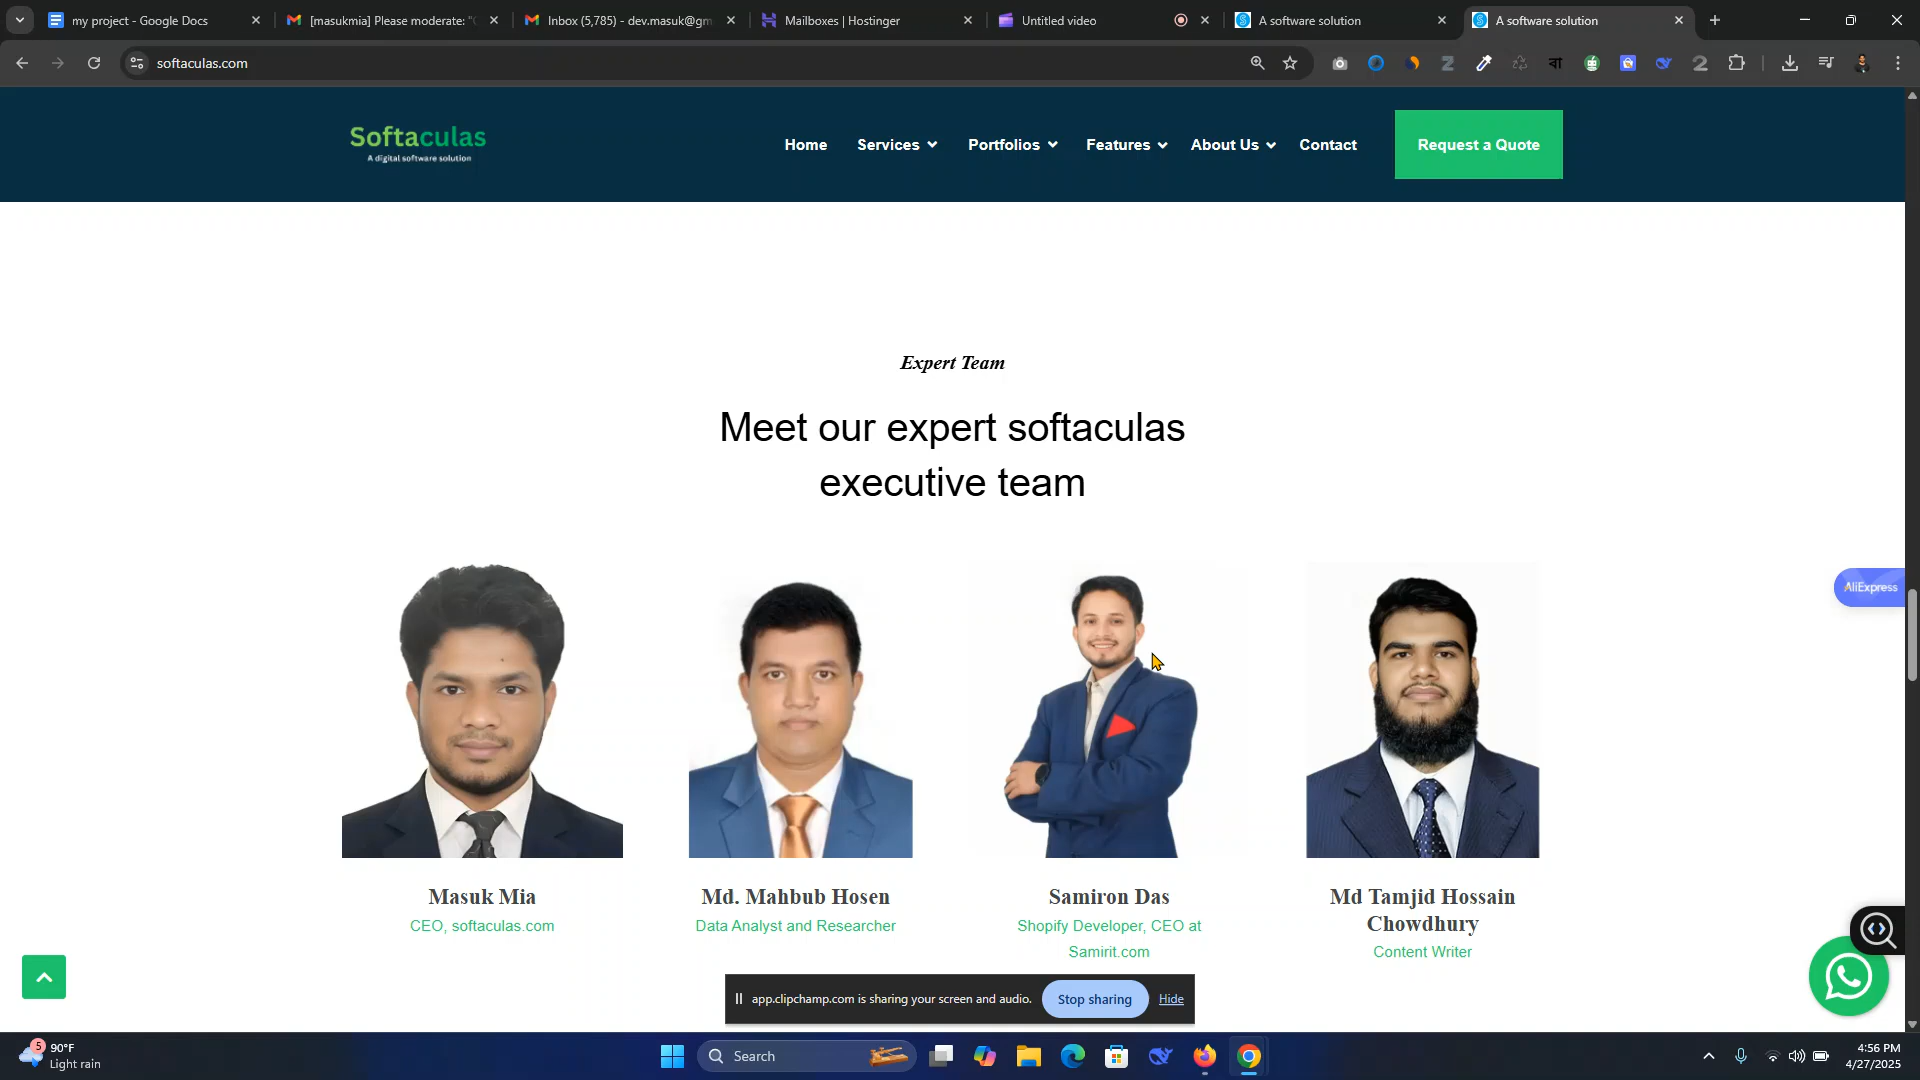 my project - Google Docs
[masukmia] Please moderate: "
Inbox (5,785) - dev.masuk@gm
Mailboxes | Hostinger
Untitled video
A software solution
A software solution
softaculas.com
Softaculas
A digital software solution
Home
Services
Portfolios
Features
About Us
Contact
Request a Quote
Expert Team
Meet our expert softaculas
executive team
AliExpress
Masuk Mia
CEO, softaculas.com
Md. Mahbub Hosen
Data Analyst and Researcher
Samiron Das
Shopify Developer, CEO at
Samirit.com
Md Tamjid Hossain
Chowdhury
Content Writer
app.clipchamp.com is sharing your screen and audio.
Stop sharing
Hide
5
90°F
Light rain
Search
4:56 PM
4/27/2025